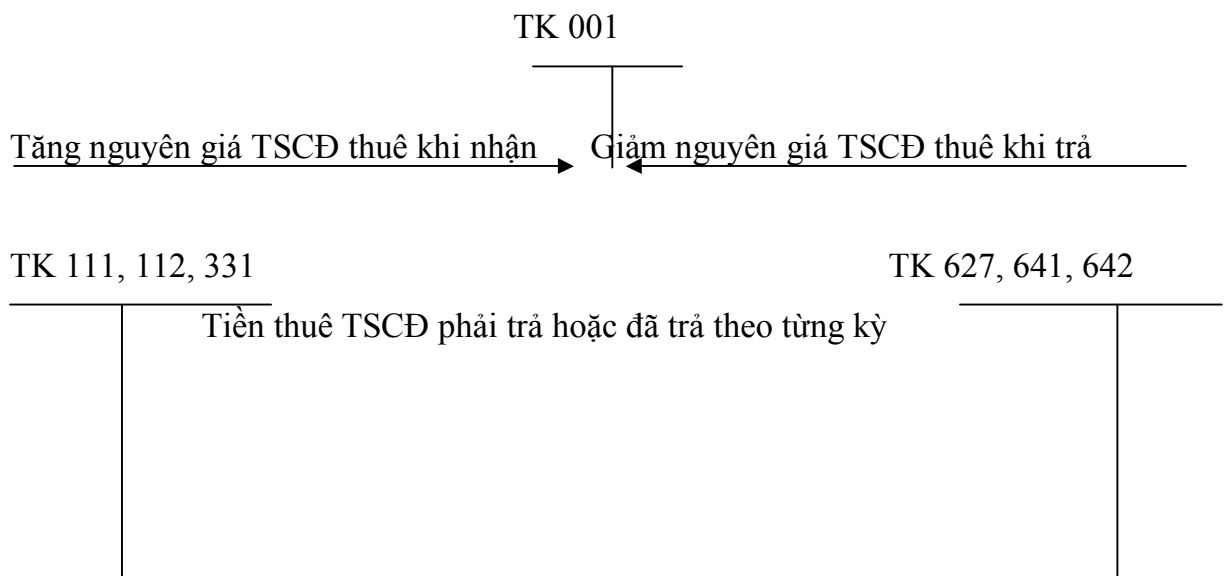 TK 001
Tăng nguyên giá TSCĐ thuê khi nhận Giảm nguyên giá TSCĐ thuê khi trả
TK 111, 112, 331 TK 627, 641, 642
Tiền thuê TSCĐ phải trả hoặc đã trả theo từng kỳ